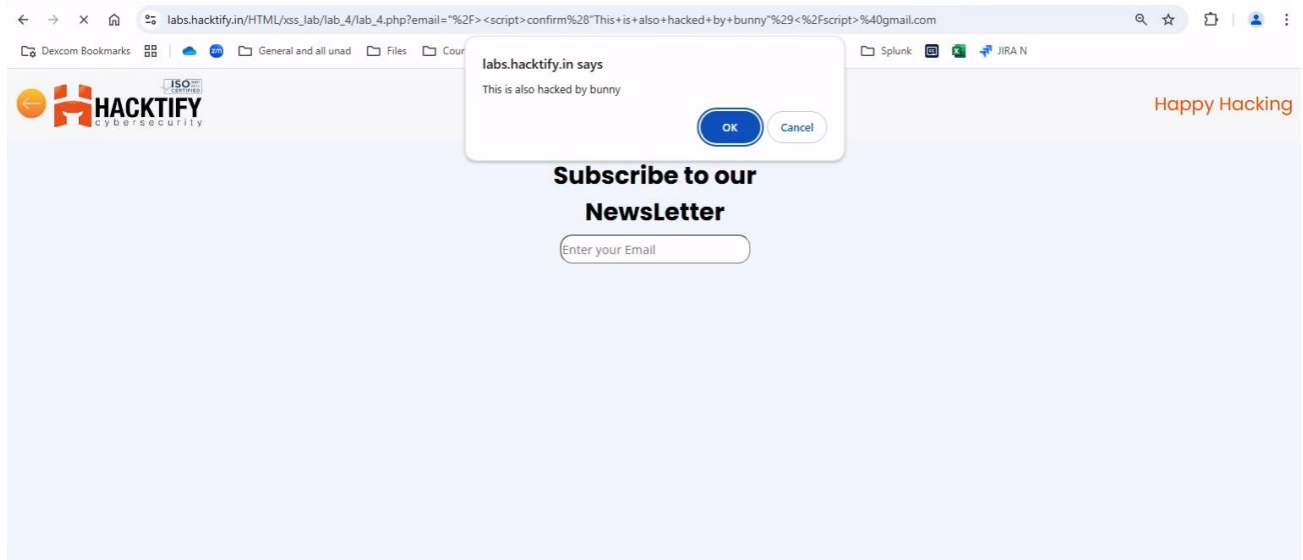 labs.hacktify.in/HTML/xss_lab/lab_4/lab_4.php?email="%2F><script>confirm%28"This+is+also+hacked+by+bunny"%29<%2Fscript>%40gmail.com
Dexcom Bookmarks zm General and all unad Files Cour Splunk JIRA N
labs.hacktify.in says
This is also hacked by bunny
OK Cancel
ISO
CERTIFIED
HACKTIFY
cybersecurity
Happy Hacking
Subscribe to our
NewsLetter
Enter your Email